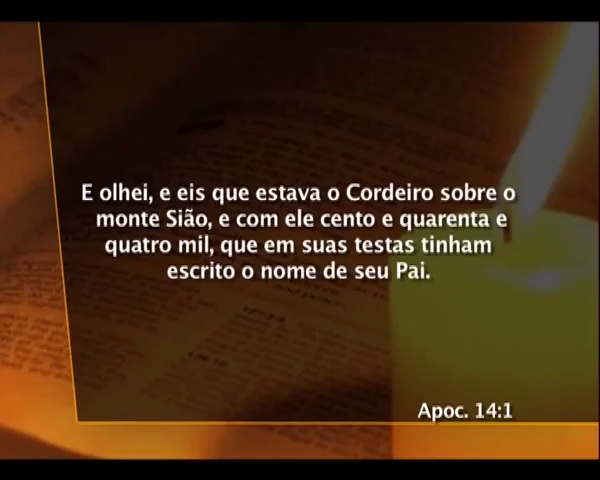 E olhei, e eis que estava o Cordeiro sobre o
monte Sião, e com ele cento e quarenta e
quatro mil, que em suas testas tinham
escrito o nome de seu Pai.
Apoc. 14:1